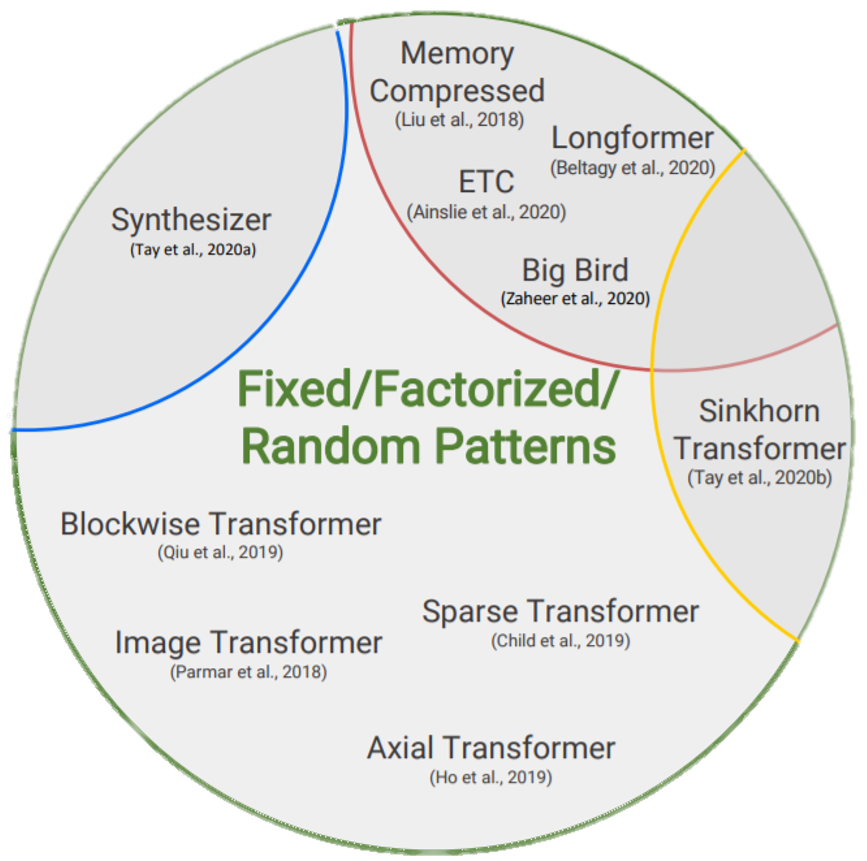 Memory
Compressed
(Liu et al., 2018)
Longformer
(Beltagy et al., 2020)
ETC
(Ainslie et al., 2020)
Synthesizer
(Tay et al., 2020a)
Big Bird
(Zaheer et al., 2020)
Fixed/Factorized/
Random Patterns
Sinkhorn
Transformer
(Tay et al., 2020b)
Blockwise Transformer
(Qiu et al., 2019)
Sparse Transformer
(Child et al., 2019)
Image Transformer
(Parmar et al., 2018)
Axial Transformer
(Ho et al., 2019)